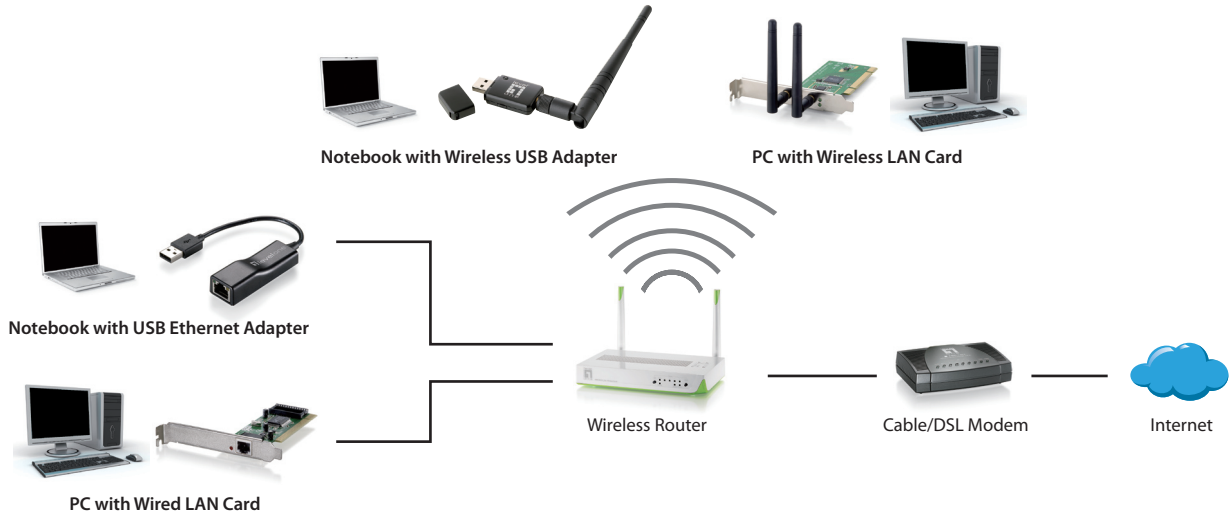 Notebook with Wireless USB Adapter
PC with Wireless LAN Card
Notebook with USB Ethernet Adapter
Wireless Router
Cable/DSL Modem
Internet
PC with Wired LAN Card